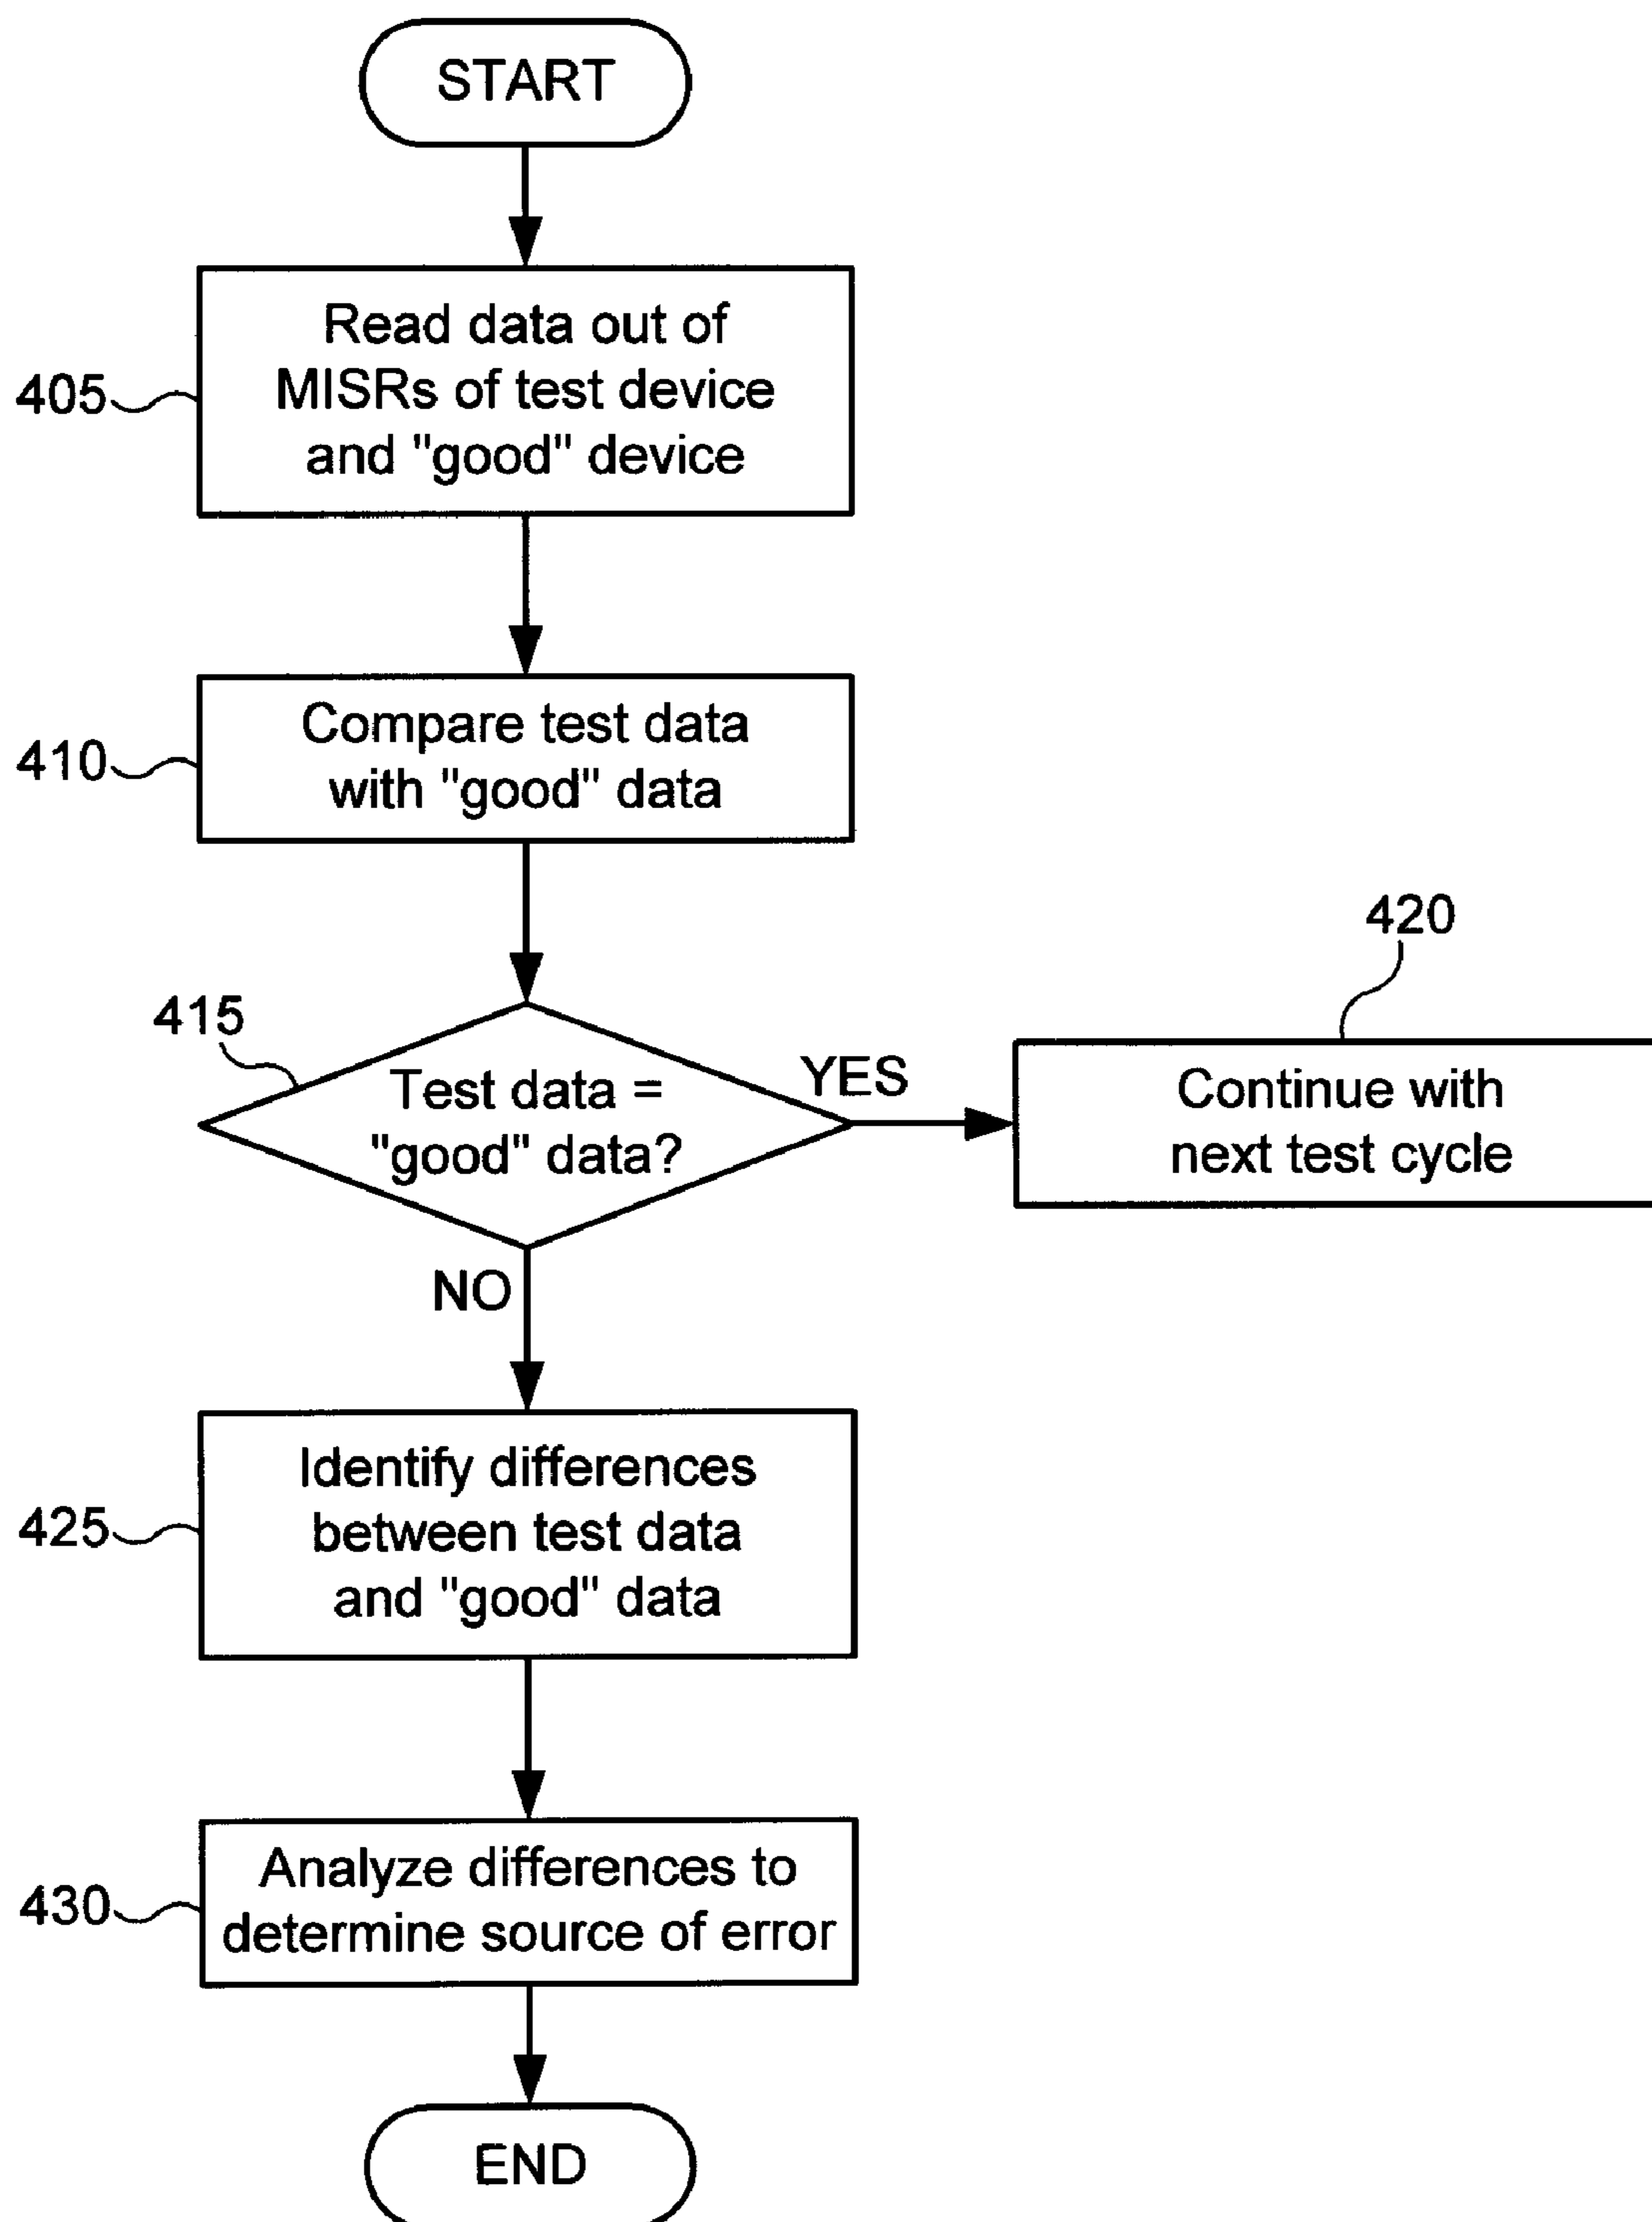 START
405
Read data out of
MISRs of test device
and "good" device
410
Compare test data
with "good" data
415
Test data =
"good" data?
YES
420
Continue with
next test cycle
NO
425
Identify differences
between test data
and "good" data
430
Analyze differences to
determine source of error
END